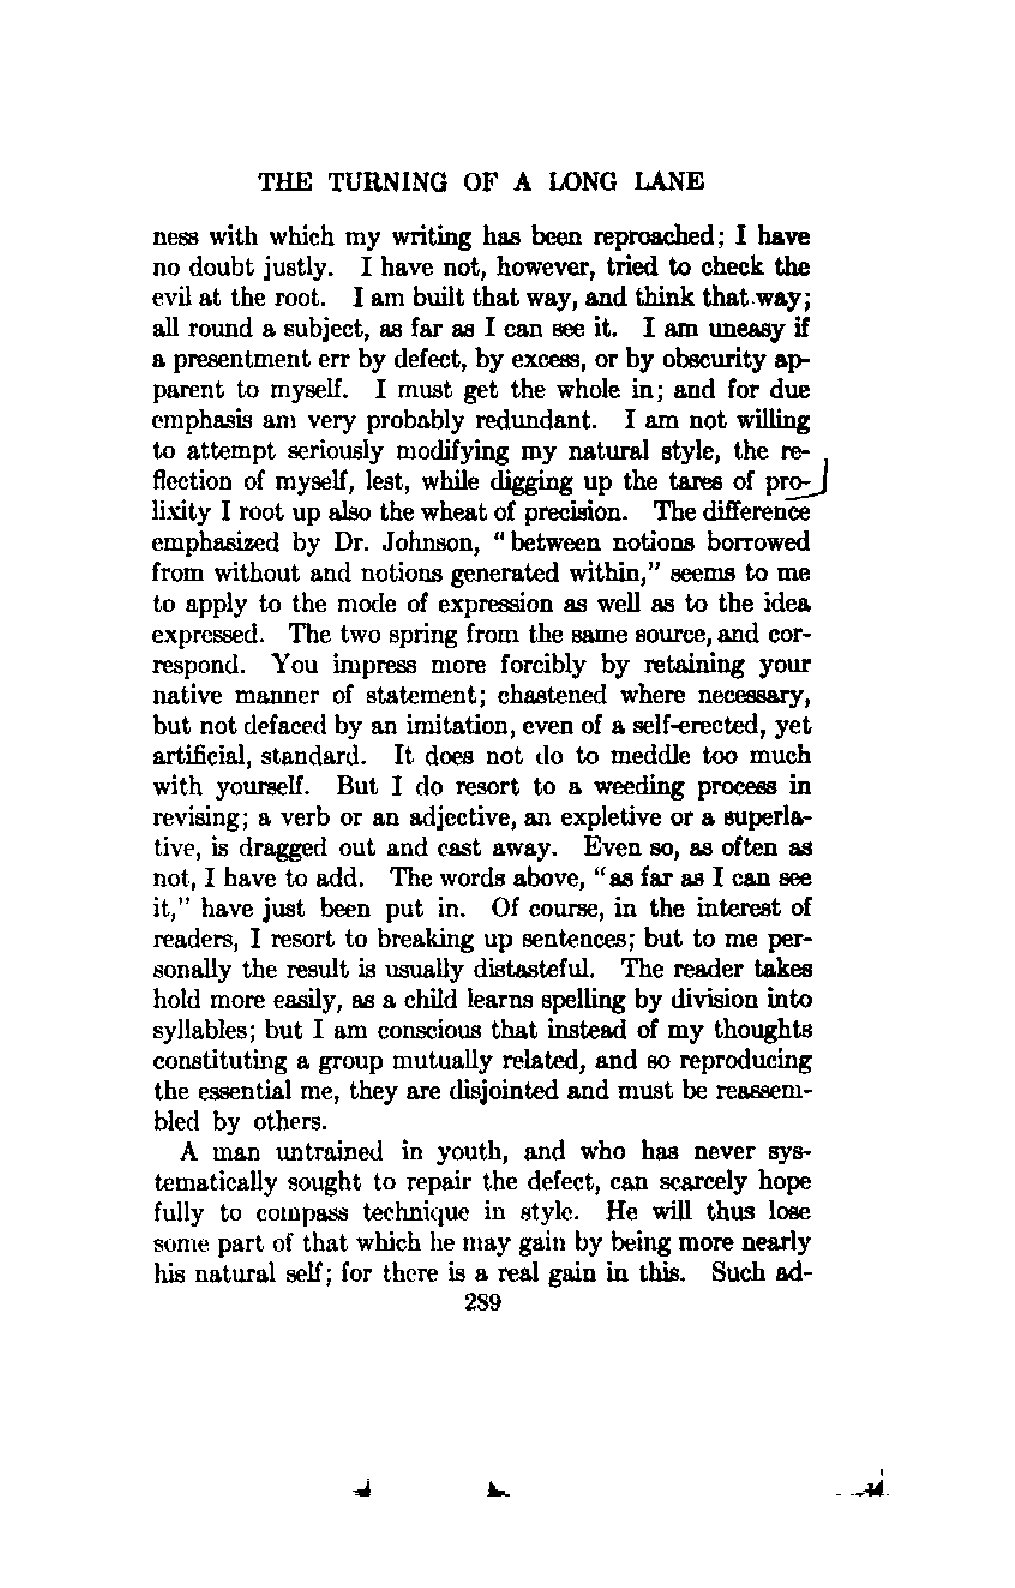 THE TURNING OF A LONG LANE
ness with which my writing has been reproached; I have
no doubt justly. I have not, however, tried to check the
evil at the root. I am built that way, and think that way;
all round a subject, as far as I can see it. I am uneasy if
a presentment err by defect, by excess, or by obscurity ap-
parent to myself. I must get the whole in; and for due
emphasis am very probably redundant. I am not willing
to attempt seriously modifying my natural style, the re-
flection of myself, lest, while digging up the tares of pro-
lixity I root up also the wheat of precision. The difference
emphasized by Dr. Johnson, "between notions borrowed
from without and notions generated within," seems to me
to apply to the mode of expression as well as to the idea
expressed. The two spring from the same source, and cor-
respond. You impress more forcibly by retaining your
native manner of statement; chastened where necessary,
but not defaced by an imitation, even of a self-erected, yet
artificial, standard. It does not do to meddle too much
with yourself. But I do resort to a weeding process in
revising; a verb or an adjective, an expletive or a superla-
tive, is dragged out and cast away. Even so, as often as
not, I have to add. The words above, "as far as I can see
it," have just been put in. Of course, in the interest of
readers, I resort to breaking up sentences; but to me per-
sonally the result is usually distasteful. The reader takes
hold more easily, as a child learns spelling by division into
syllables; but I am conscious that instead of my thoughts
constituting a group mutually related, and so reproducing
the essential me, they are disjointed and must be reassem-
bled by others.
A man untrained in youth, and who has never sys-
tematically sought to repair the defect, can scarcely hope
fully to compass technique in style. He will thus lose
some part of that which he may gain by being more nearly
his natural self; for there is a real gain in this. Such ad-
289